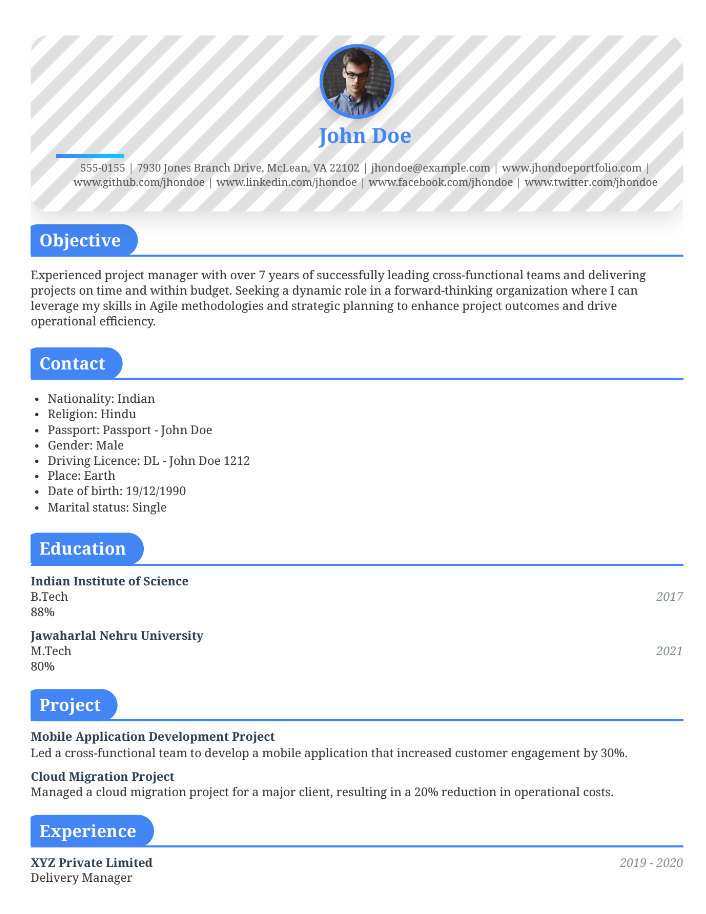 John Doe
555-0155 | 7930 Jones Branch Drive, McLean, VA 22102 | jhondoe@example.com | www.jhondoeportfolio.com |
www.github.com/jhondoe | www.linkedin.com/jhondoe | www.facebook.com/jhondoe | www.twitter.com/jhondoe
Objective
Experienced project manager with over 7 years of successfully leading cross-functional teams and delivering
projects on time and within budget. Seeking a dynamic role in a forward-thinking organization where I can
leverage my skills in Agile methodologies and strategic planning to enhance project outcomes and drive
operational efficiency.
Contact
• Nationality: Indian
• Religion: Hindu
• Passport: Passport - John Doe
• Gender: Male
• Driving Licence: DL - John Doe 1212
• Place: Earth
• Date of birth: 19/12/1990
• Marital status: Single
Education
Indian Institute of Science
B.Tech 2017
88%
Jawaharlal Nehru University
M.Tech 2021
80%
Project
Mobile Application Development Project
Led a cross-functional team to develop a mobile application that increased customer engagement by 30%.
Cloud Migration Project
Managed a cloud migration project for a major client, resulting in a 20% reduction in operational costs.
Experience
XYZ Private Limited 2019 - 2020
Delivery Manager